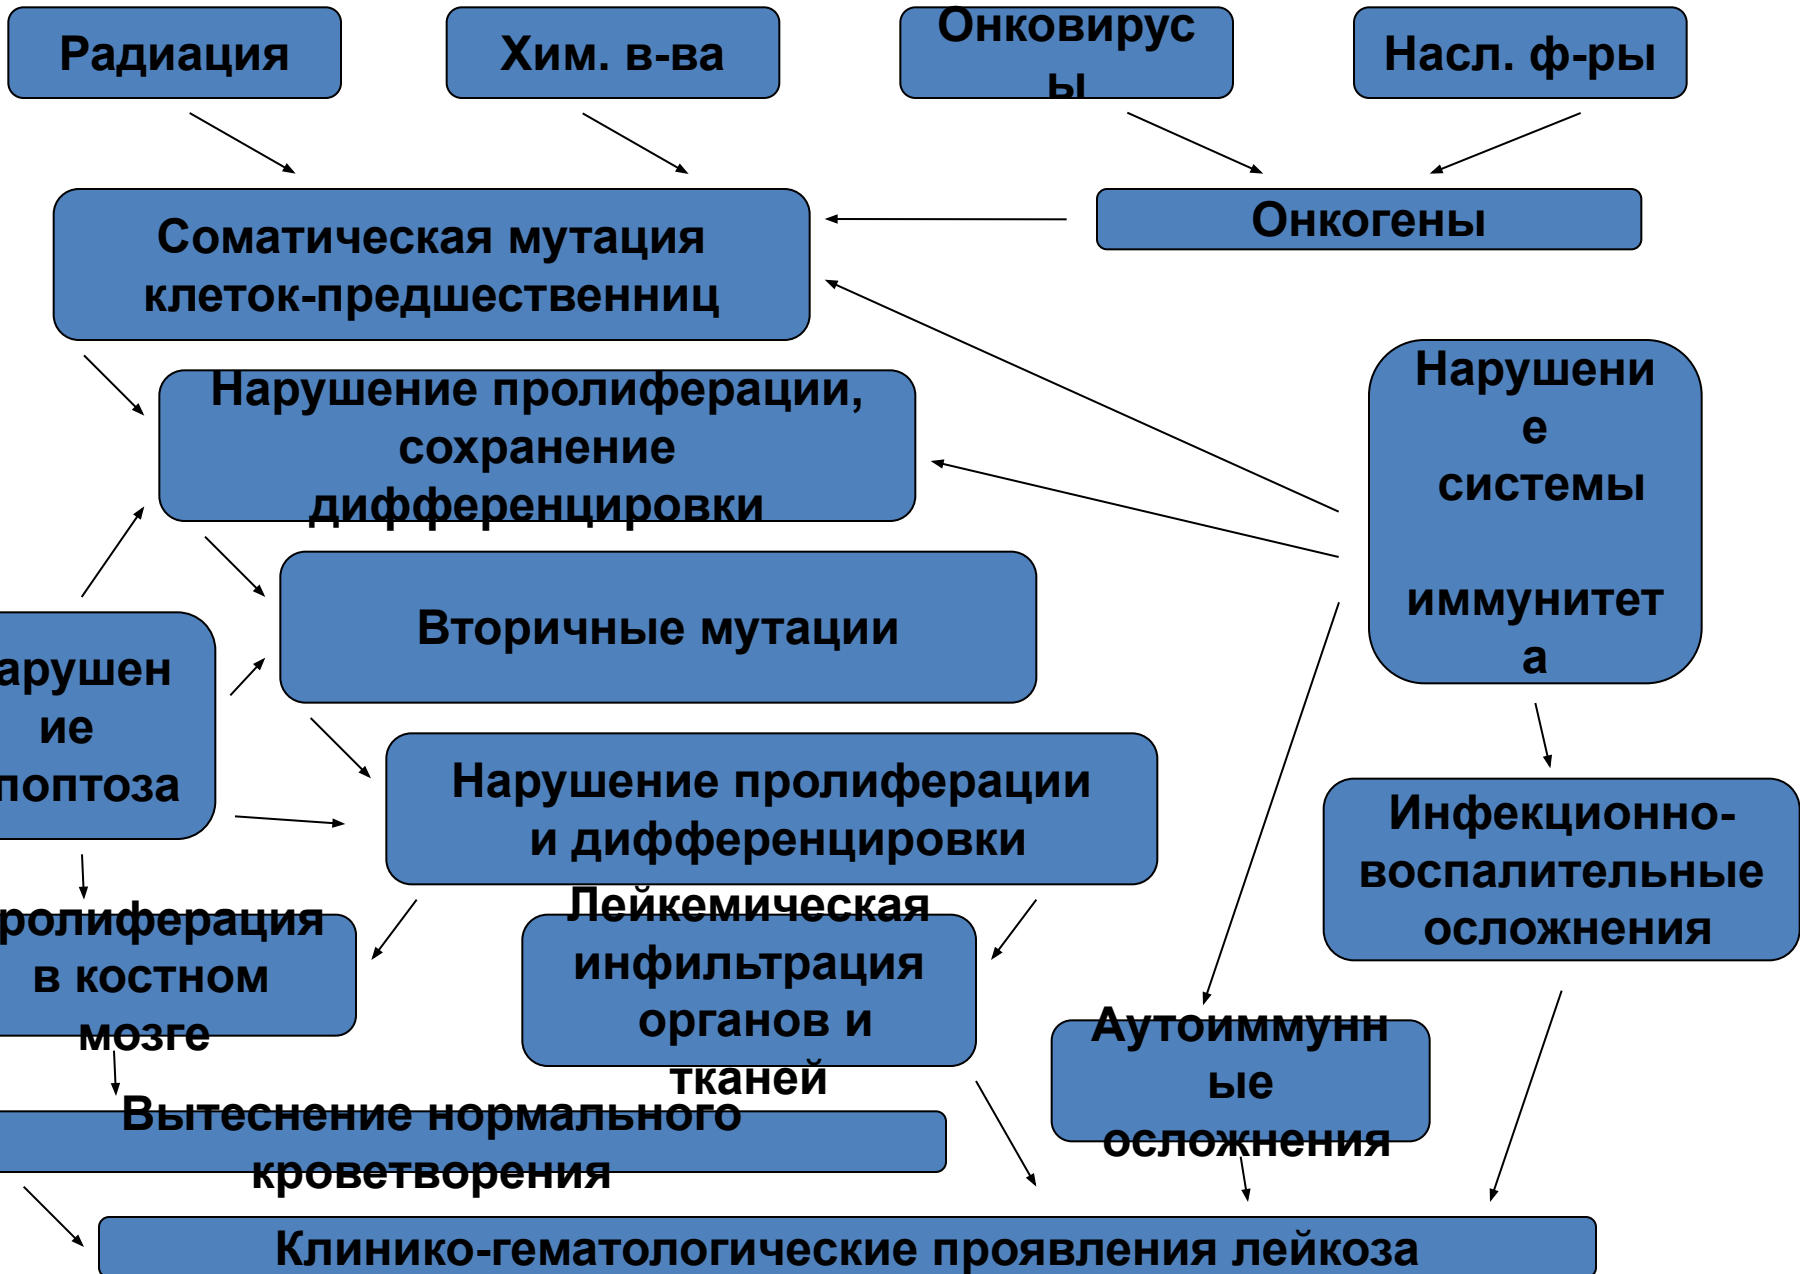 Радиация
Хим. в-ва
Онковирус
ы
Насл. ф-ры
Соматическая мутация
клеток-предшественниц
Онкогены
Нарушение пролиферации,
сохранение
дифференцировки
Нарушени
е
системы
иммунитет
а
Вторичные мутации
арушен
ие
поптоза
Нарушение пролиферации
и дифференцировки
Инфекционно-
воспалительные
осложнения
ролиферация
в костном
мозге
Лейкемическая
инфильтрация
органов и
тканей
Аутоиммунн
ые
осложнения
Вытеснение нормального
кроветворения
Клинико-гематологические проявления лейкоза